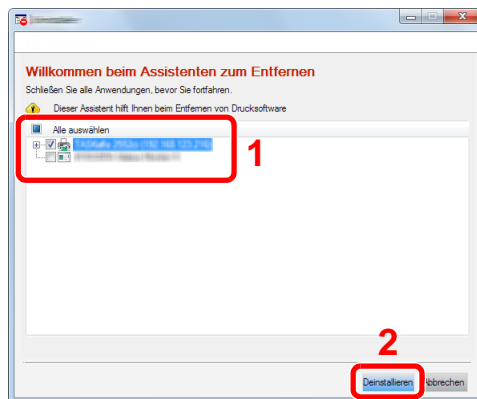 Willkommen beim Assistenten zum Entfernen
Schließen Sie alle Anwendungen, bevor Sie fortfahren.
Dieser Assistent hilft Ihnen beim Entfernen von Drucksoftware
Alle auswählen
1
2
Deinstallieren Abbrechen